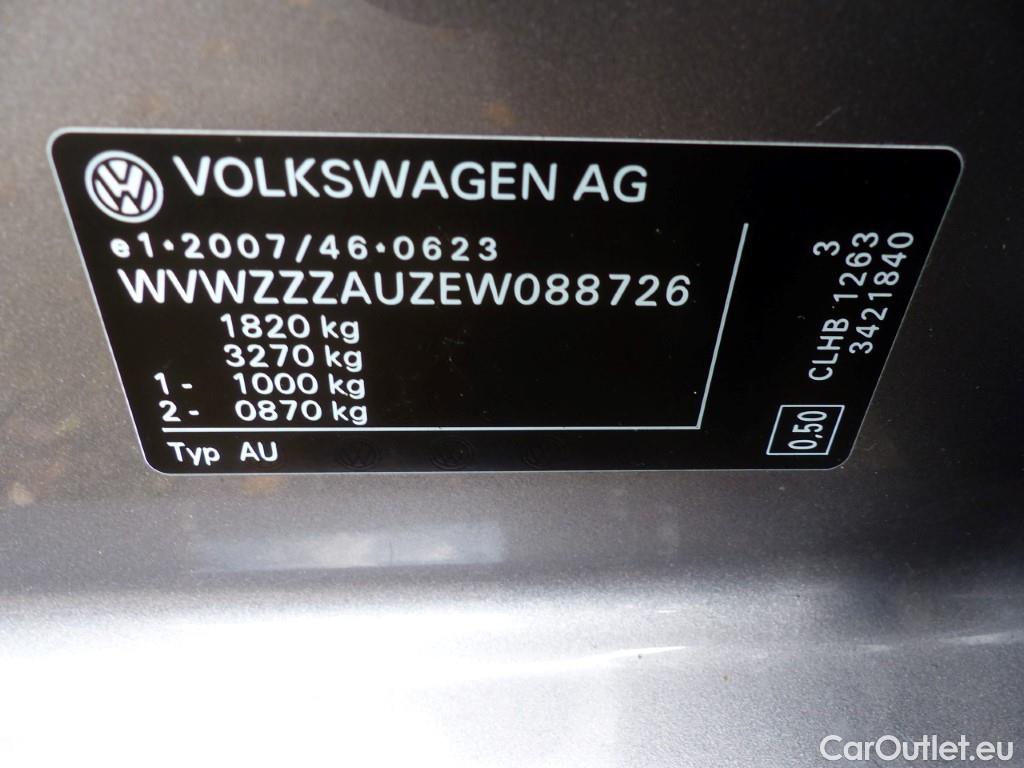 VOLKSWAGEN AG
e1*2007/46*0623
WVWZZZAUZEW088726
1820 kg
3270 kg
1- 1000 kg
2- 0870 kg
Typ AU
3
CLHB 1263
3421840
0,50
CarOutlet.eu